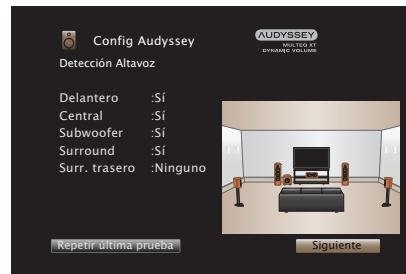 Config Audyssey
AUDYSSEY
MULTEQ XT
DYNAMIC VOLUME
Detección Altavoz
Delantero :Sí
Central :Sí
Subwoofer :Sí
Surround :Sí
Surr. trasero :Ninguno
Repetir última prueba
Siguiente